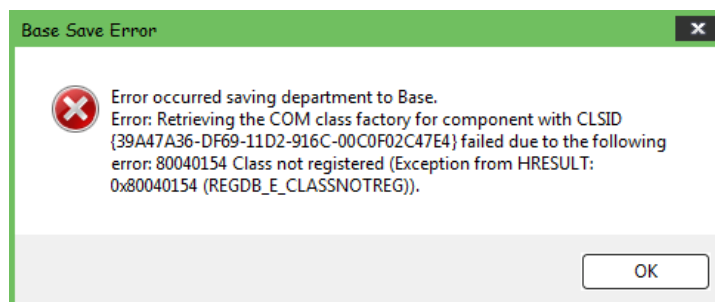 Base Save Error
Error occurred saving department to Base.
Error: Retrieving the COM class factory for component with CLSID
{39A47A36-DF69-11D2-916C-00C0F02C47E4} failed due to the following
error: 80040154 Class not registered (Exception from HRESULT:
0x80040154 (REGDB_E_CLASSNOTREG)).
OK